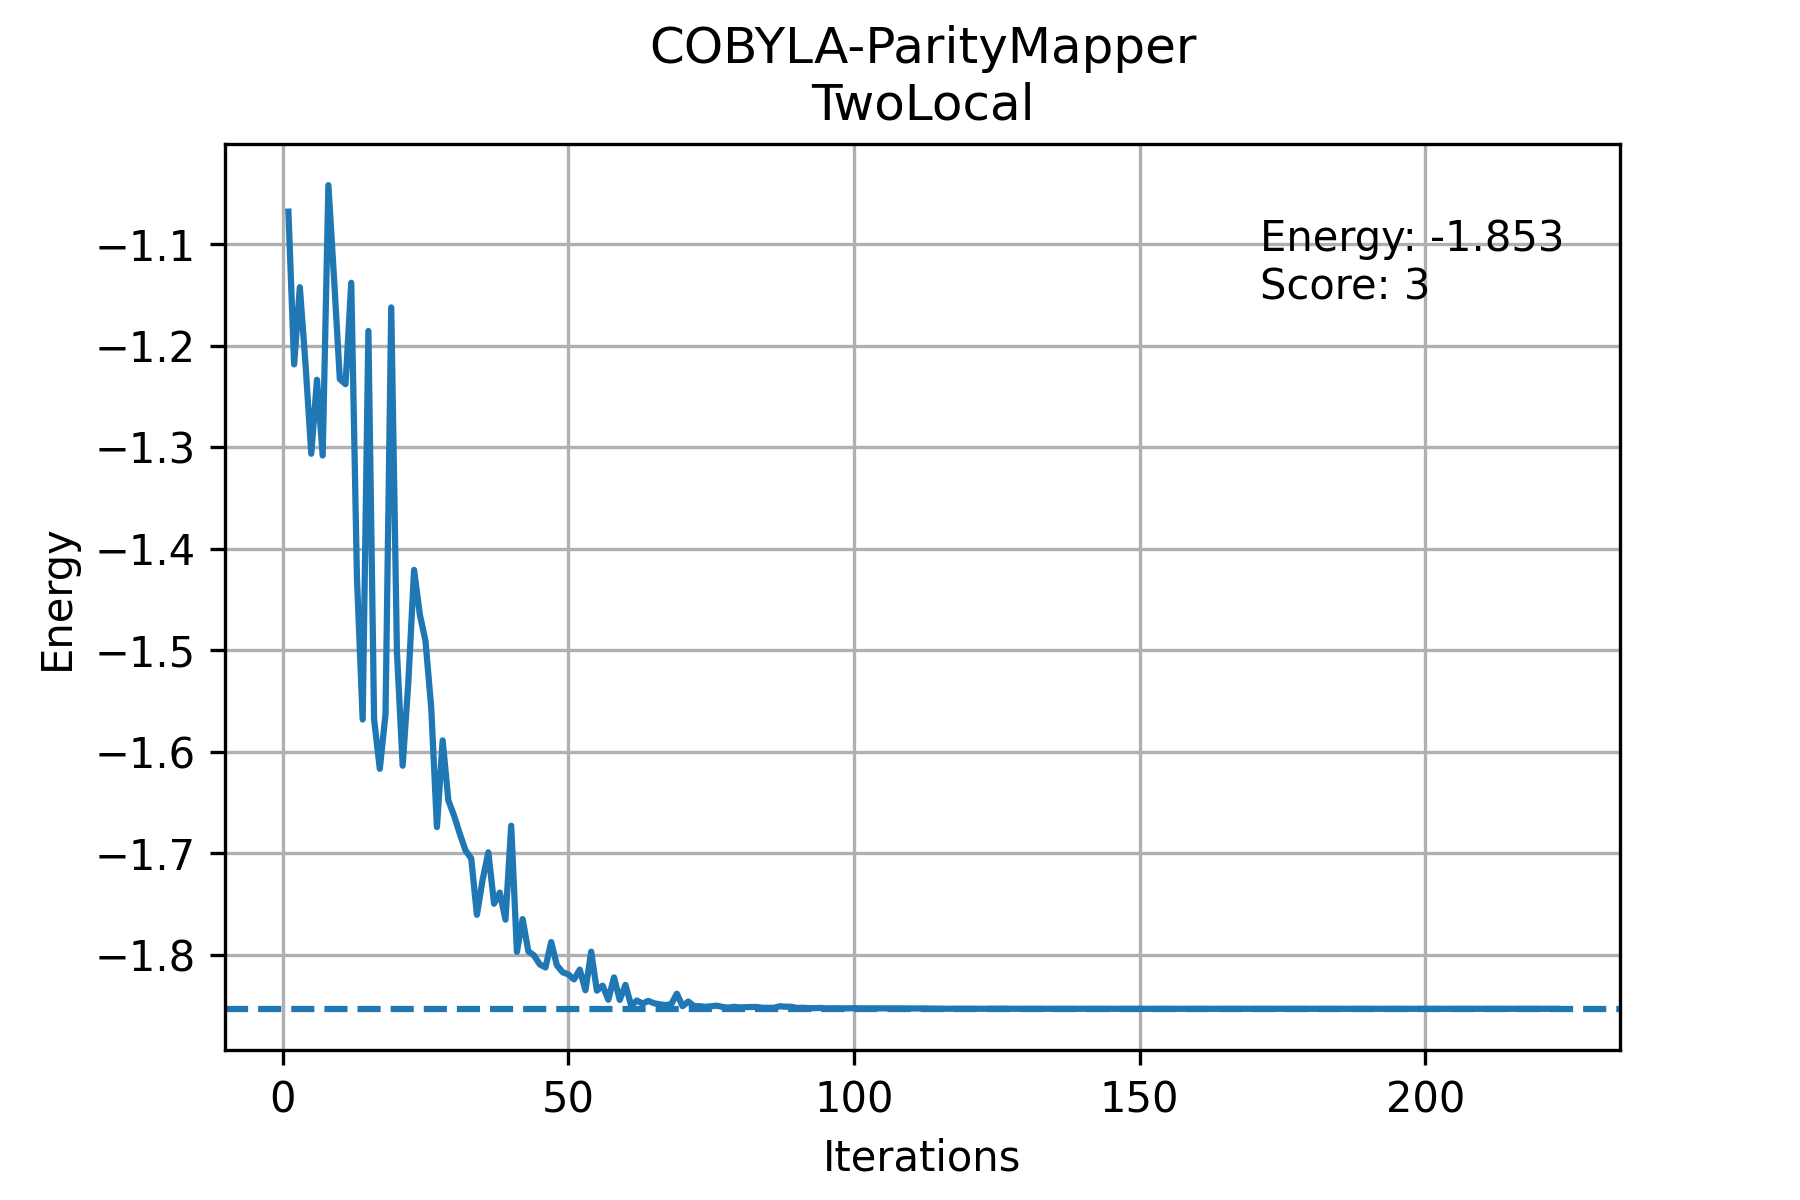 COBYLA-ParityMapper
TwoLocal
Energy: -1.853
Score: 3
−1.1
−1.2
−1.3
−1.4
−1.5
−1.6
−1.7
−1.8
Energy
0 50 100 150 200
Iterations